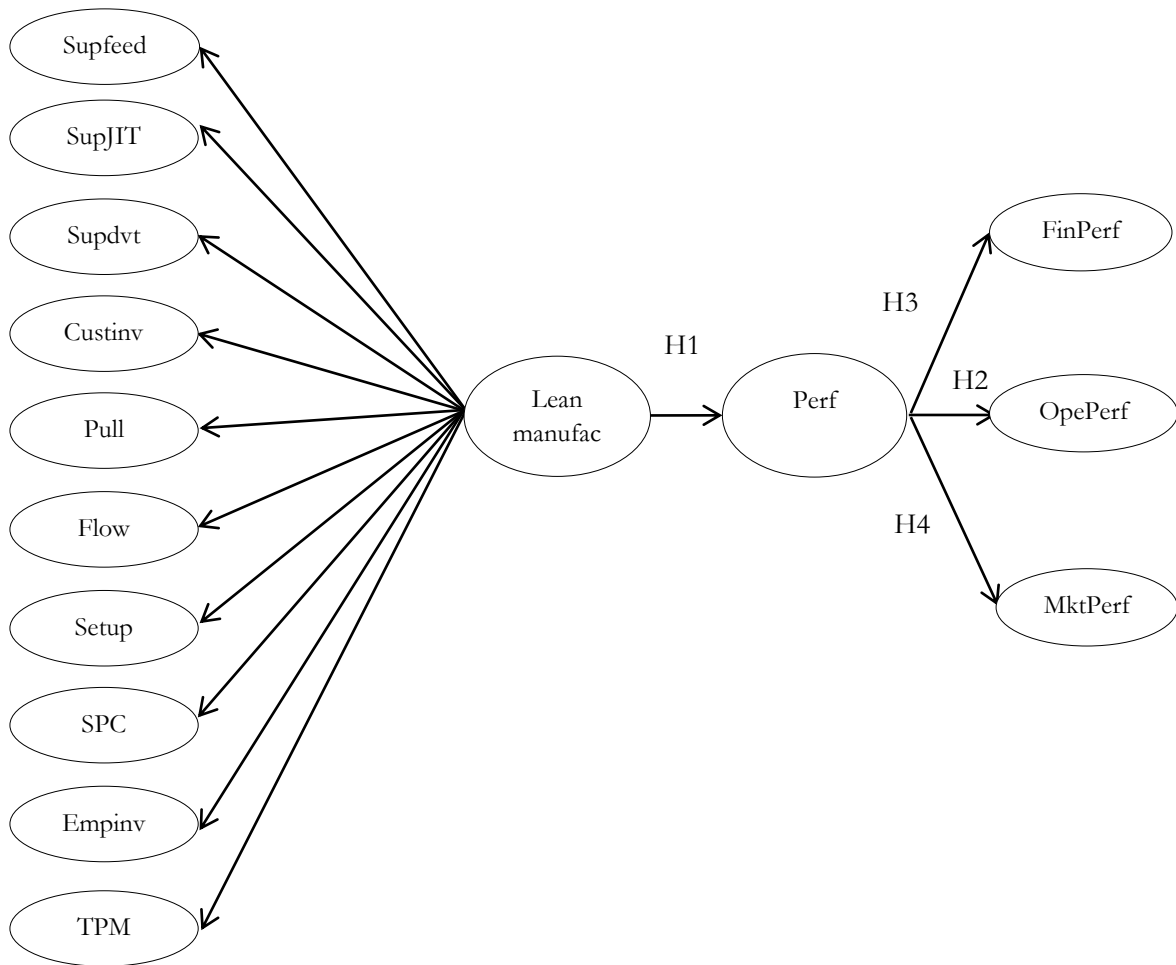 Supfeed
SupJIT
Supdvt
Custinv
Pull
Flow
Setup
SPC
Empinv
TPM
Lean
manufac
H1
Perf
H3
H2
H4
FinPerf
OpePerf
MktPerf